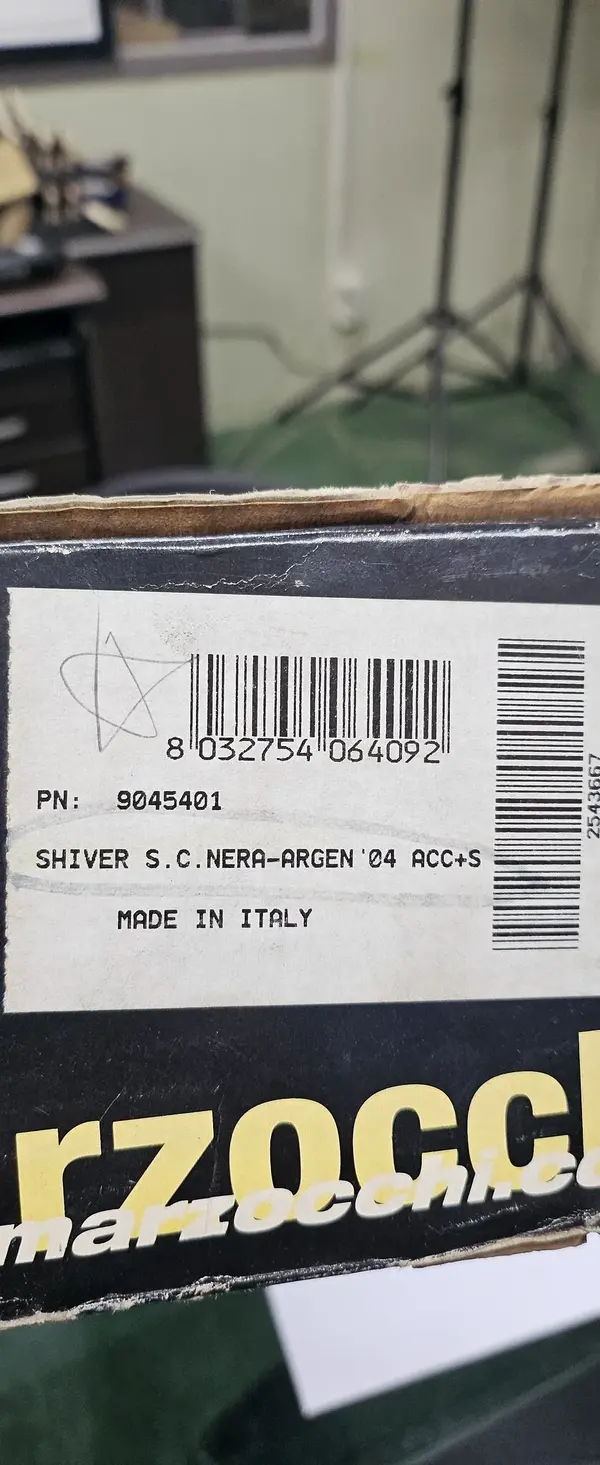 8 032754 064092
PN: 9045401
SHIVER S.C.NERA-ARGEN '04 ACC+S
MADE IN ITALY
2543667
rzocch
marzocchi.co